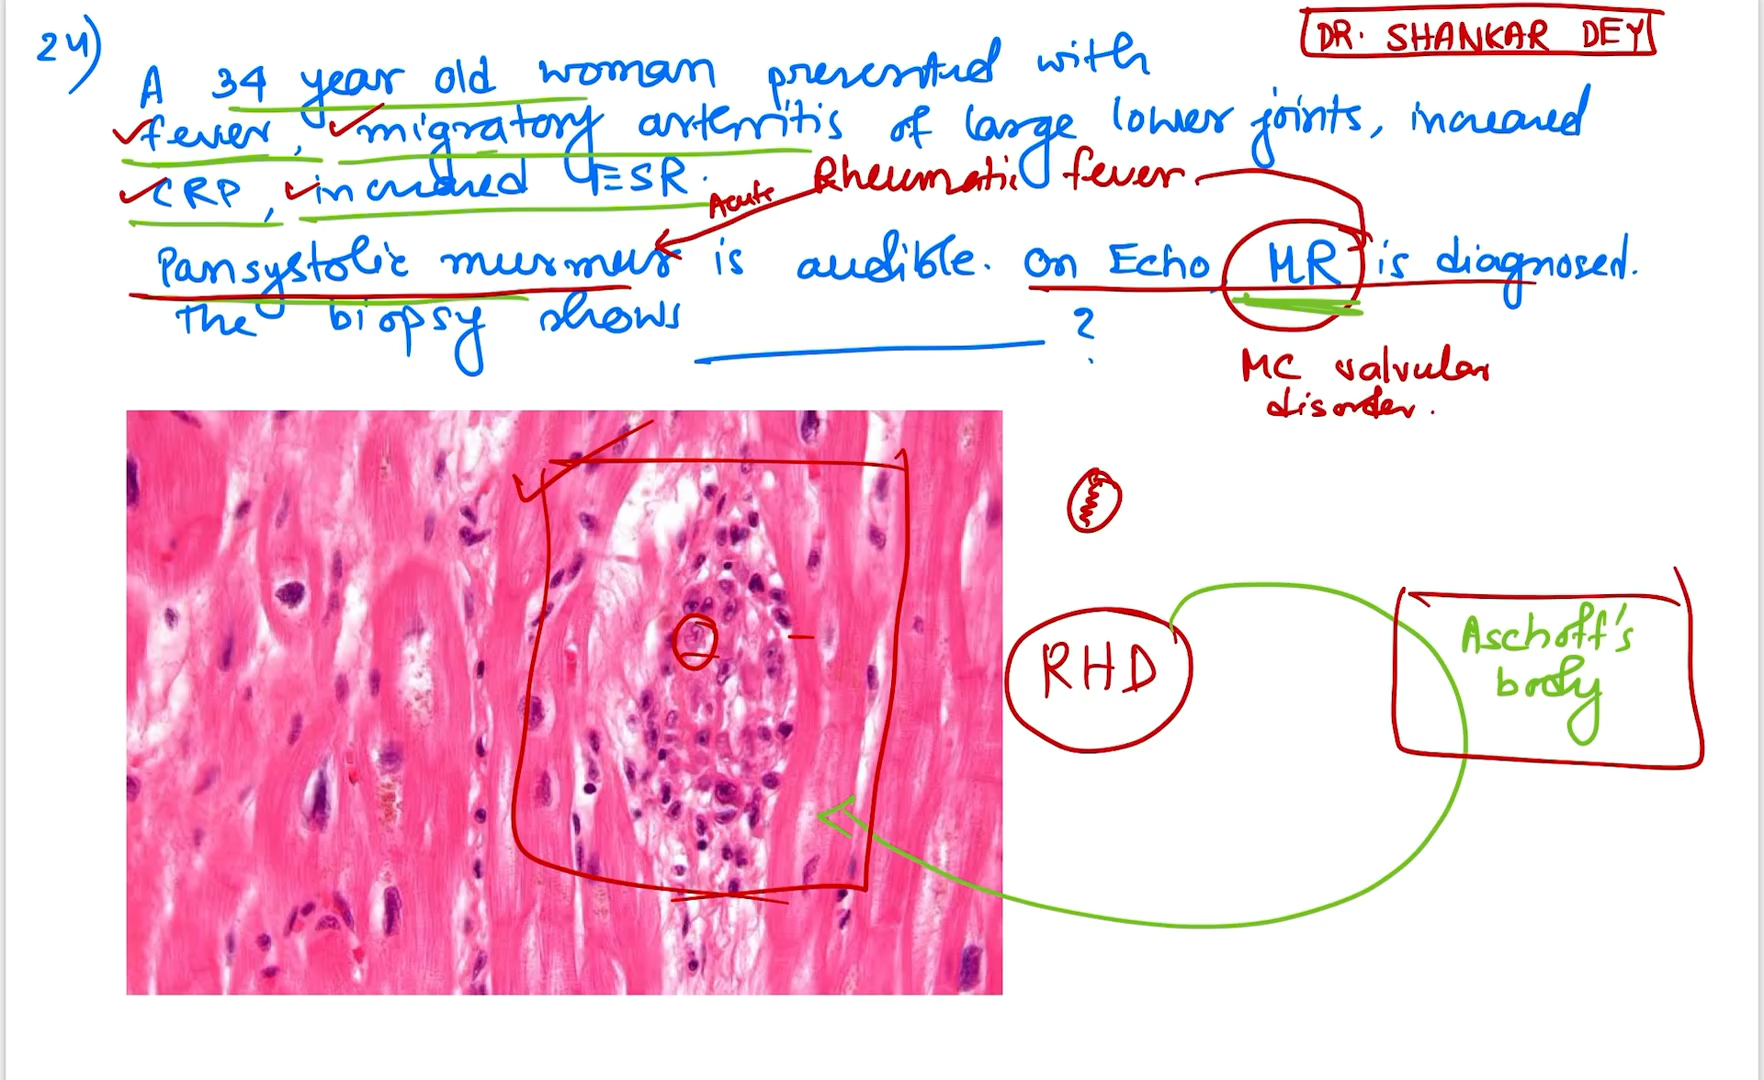 24)
DR. SHANKAR DEY
A 34 year old woman presented with
fever, migratory arthritis of large lower joints, increased
CRP, increased ESR.
Rheumatic fever
Acute
Pansystolic murmur is audible. On Echo MR is diagnosed.
The biopsy shows ?
MC valvular
disorder.
RHD
Aschoff's
body